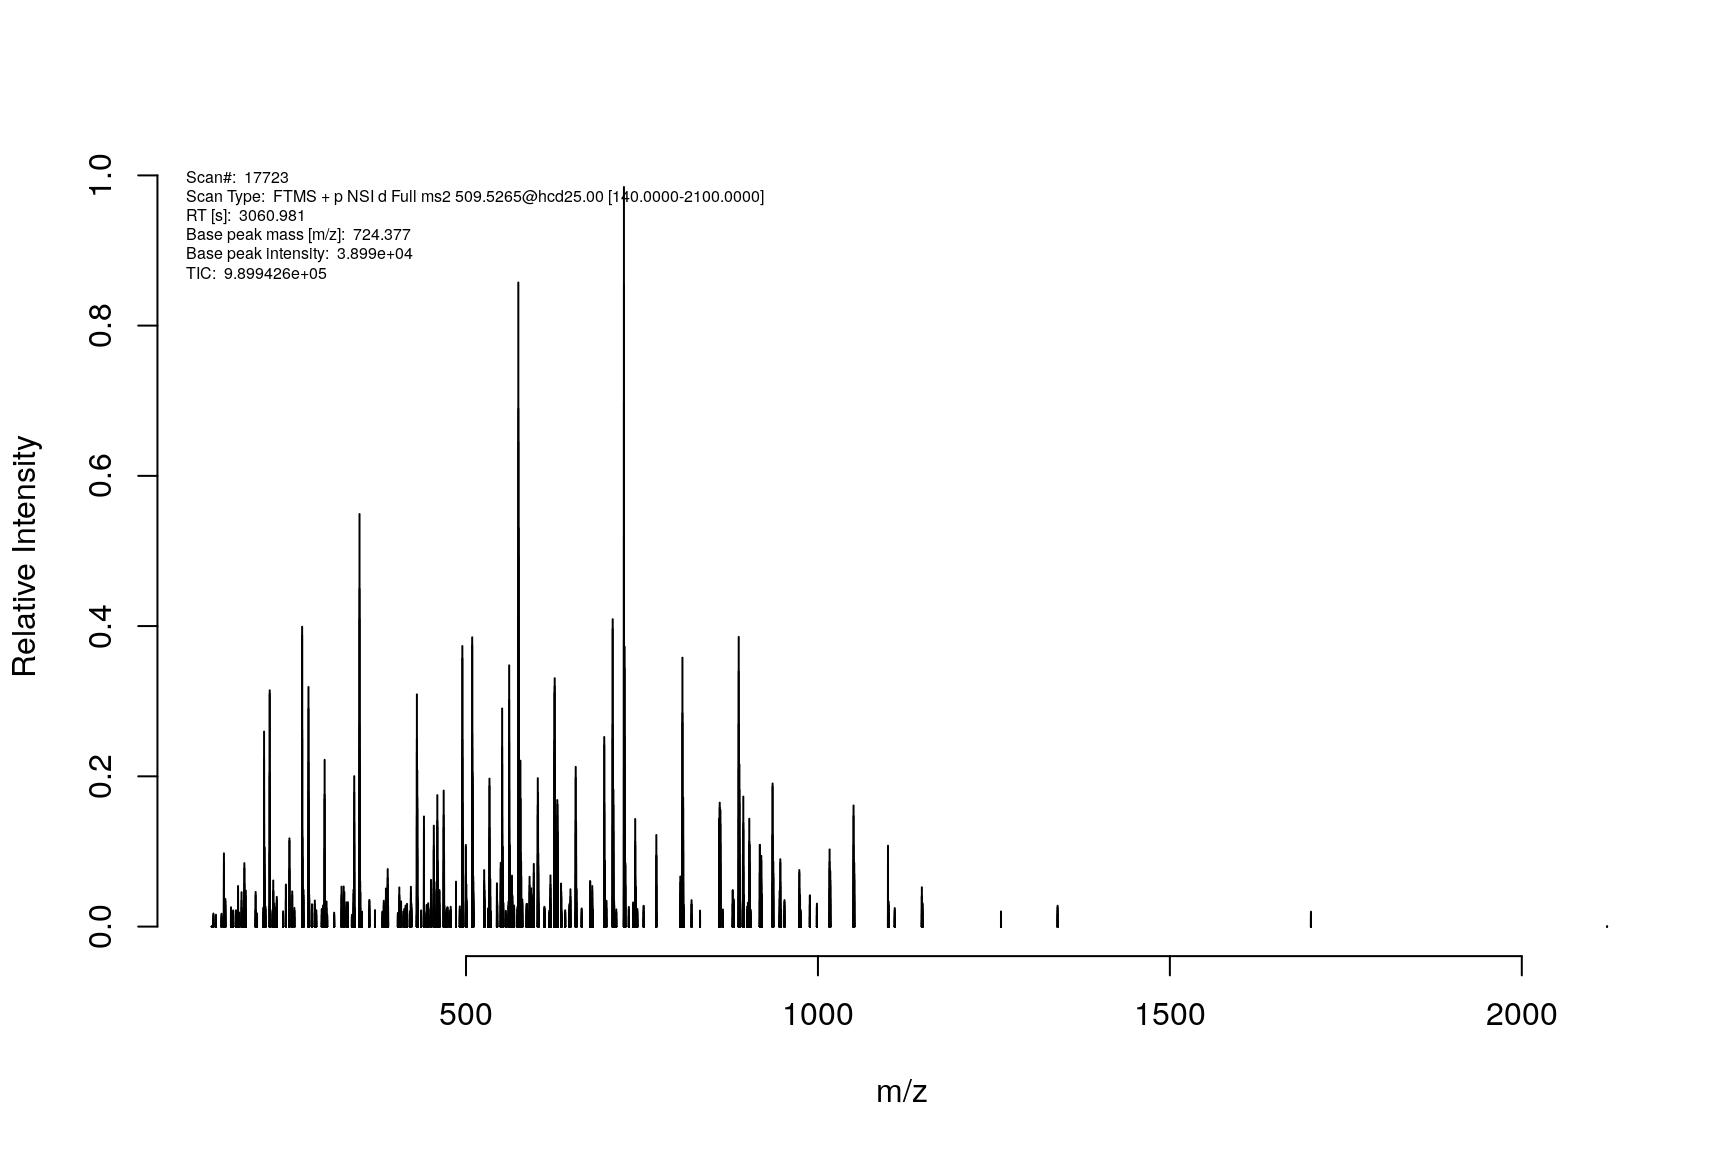 Scan#: 17723
Scan Type: FTMS + p NSI d Full ms2 509.5265@hcd25.00 [140.0000-2100.0000]
RT [s]: 3060.981
Base peak mass [m/z]: 724.377
Base peak intensity: 3.899e+04
TIC: 9.899426e+05
1.0
0.8
0.6
0.4
0.2
0.0
Relative Intensity
500 1000 1500 2000
m/z